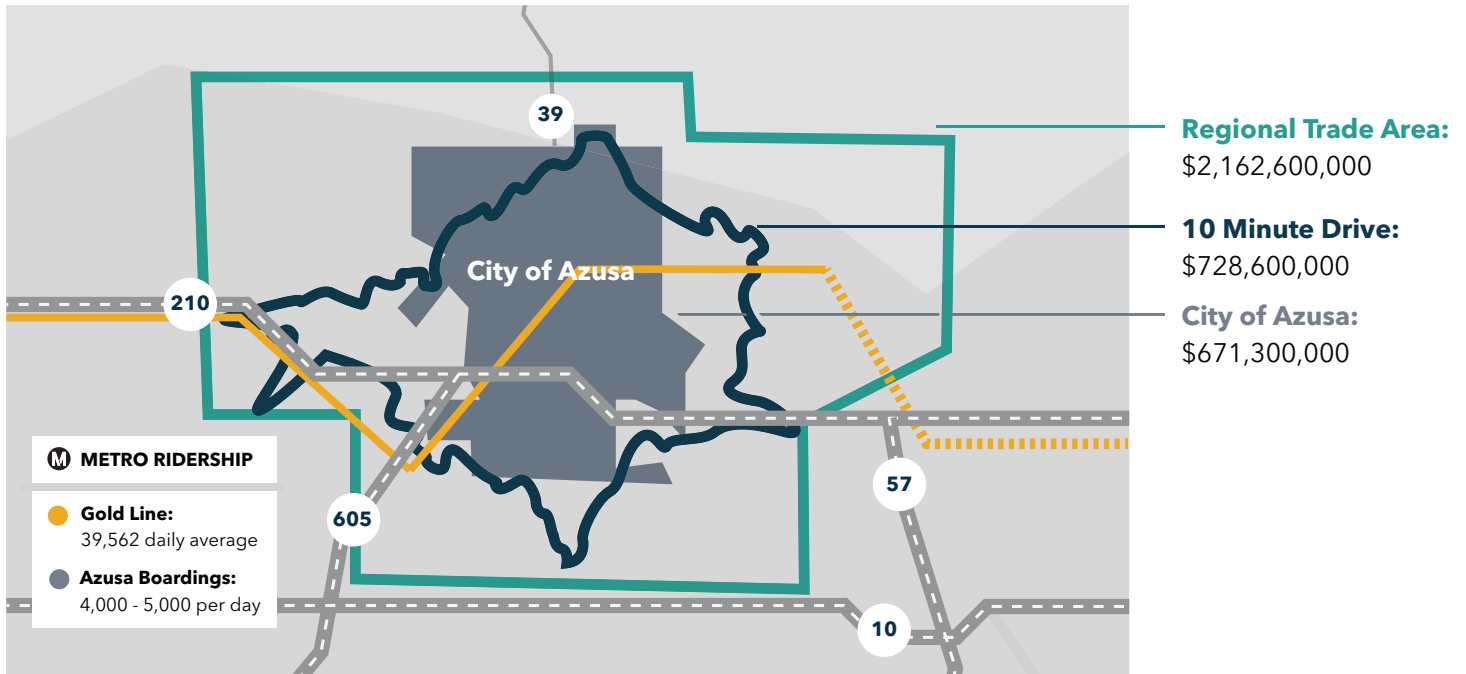 39
Regional Trade Area:
$2,162,600,000
10 Minute Drive:
$728,600,000
City of Azusa
210
City of Azusa:
$671,300,000
M METRO RIDERSHIP
Gold Line:
39,562 daily average
Azusa Boardings:
4,000 - 5,000 per day
605
57
10